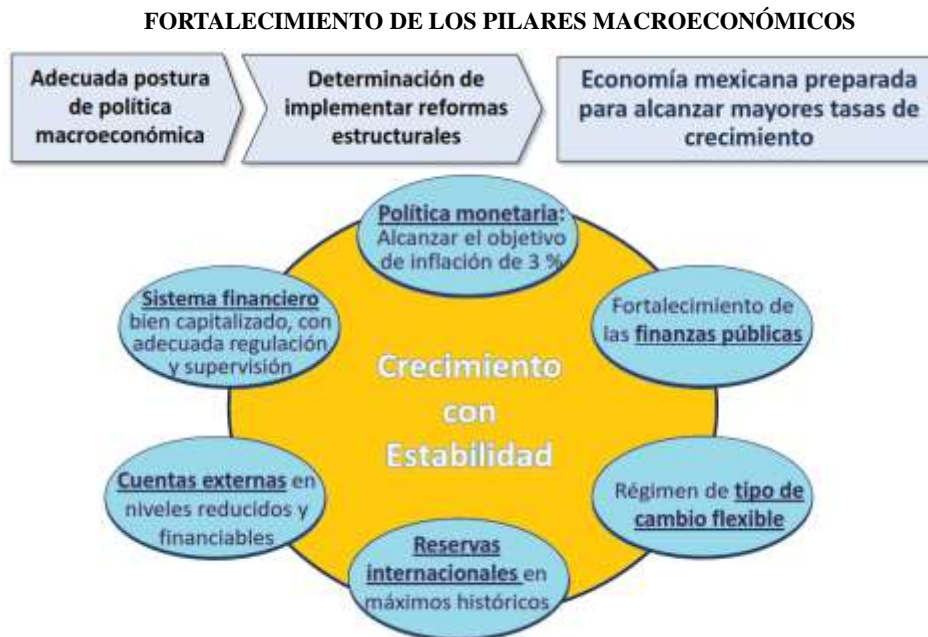 FORTALECIMIENTO DE LOS PILARES MACROECONÓMICOS
Adecuada postura
de política
macroeconómica
Determinación de
implementar reformas
estructurales
Economía mexicana preparada
para alcanzar mayores tasas de
crecimiento
Política monetaria:
Alcanzar el objetivo
de inflación de 3 %
Sistema financiero
bien capitalizado, con
adecuada regulación
y supervisión
Fortalecimiento de
las finanzas públicas
Crecimiento
con
Estabilidad
Cuentas externas en
niveles reducidos y
financiables
Régimen de tipo de
cambio flexible
Reservas
internacionales en
máximos históricos